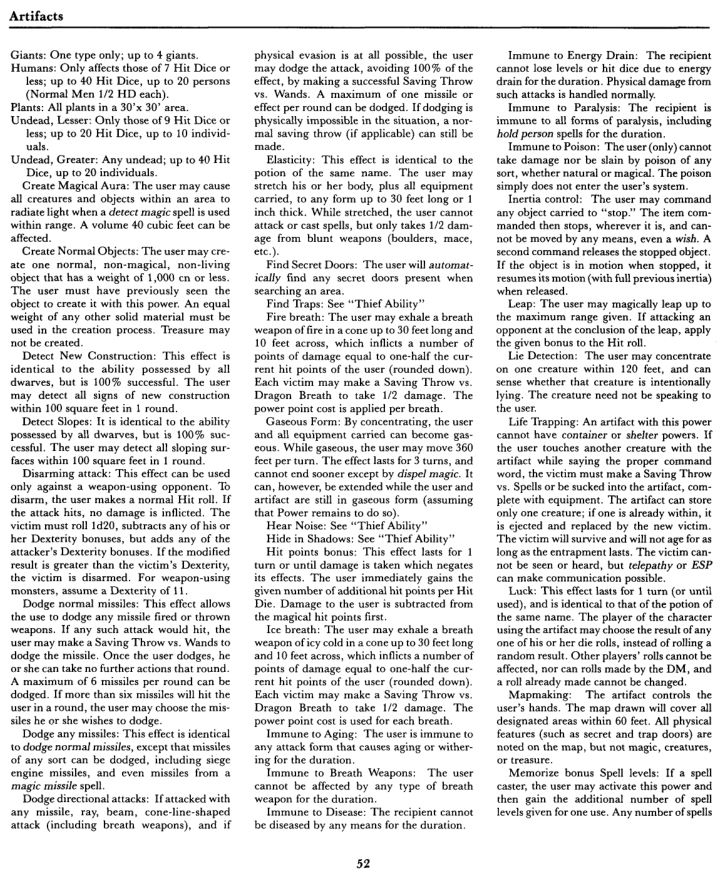 Artifacts
Giants: One type only; up to 4 giants.
Humans: Only affects those of 7 Hit Dice or
less; up to 40 Hit Dice, up to 20 persons
(Normal Men 1/2 HD each).
Plants: All plants in a 30'x 30' area.
Undead, Lesser: Only those of 9 Hit Dice or
less; up to 20 Hit Dice, up to 10 individ-
uals.
Undead, Greater: Any undead; up to 40 Hit
Dice, up to 20 individuals.
Create Magical Aura: The user may cause
all creatures and objects within an area to
radiate light when a detect magic spell is used
within range. A volume 40 cubic feet can be
affected.
Create Normal Objects: The user may cre-
ate one normal, non-magical, non-living
object that has a weight of 1,000 cn or less.
The user must have previously seen the
object to create it with this power. An equal
weight of any other solid material must be
used in the creation process. Treasure may
not be created.
Detect New Construction: This effect is
identical to the ability possessed by all
dwarves, but is 100% successful. The user
may detect all signs of new construction
within 100 square feet in 1 round.
Detect Slopes: It is identical to the ability
possessed by all dwarves, but is 100% suc-
cessful. The user may detect all sloping sur-
faces within 100 square feet in 1 round.
Disarming attack: This effect can be used
only against a weapon-using opponent. To
disarm, the user makes a normal Hit roll. If
the attack hits, no damage is inflicted. The
victim must roll 1d20, subtracts any of his or
her Dexterity bonuses, but adds any of the
attacker's Dexterity bonuses. If the modified
result is greater than the victim's Dexterity,
the victim is disarmed. For weapon-using
monsters, assume a Dexterity of 11.
Dodge normal missiles: This effect allows
the use to dodge any missile fired or thrown
weapons. If any such attack would hit, the
user may make a Saving Throw vs. Wands to
dodge the missile. Once the user dodges, he
or she can take no further actions that round.
A maximum of 6 missiles per round can be
dodged. If more than six missiles will hit the
user in a round, the user may choose the mis-
siles he or she wishes to dodge.
Dodge any missiles: This effect is identical
to dodge normal missiles, except that missiles
of any sort can be dodged, including siege
engine missiles, and even missiles from a
magic missile spell.
Dodge directional attacks: If attacked with
any missile, ray, beam, cone-line-shaped
attack (including breath weapons), and if
physical evasion is at all possible, the user
may dodge the attack, avoiding 100% of the
effect, by making a successful Saving Throw
vs. Wands. A maximum of one missile or
effect per round can be dodged. If dodging is
physically impossible in the situation, a nor-
mal saving throw (if applicable) can still be
made.
Elasticity: This effect is identical to the
potion of the same name. The user may
stretch his or her body, plus all equipment
carried, to any form up to 30 feet long or 1
inch thick. While stretched, the user cannot
attack or cast spells, but only takes 1/2 dam-
age from blunt weapons (boulders, mace,
etc.).
Find Secret Doors: The user will automat-
ically find any secret doors present when
searching an area.
Find Traps: See "Thief Ability"
Fire breath: The user may exhale a breath
weapon of fire in a cone up to 30 feet long and
10 feet across, which inflicts a number of
points of damage equal to one-half the cur-
rent hit points of the user (rounded down).
Each victim may make a Saving Throw vs.
Dragon Breath to take 1/2 damage. The
power point cost is applied per breath.
Gaseous Form: By concentrating, the user
and all equipment carried can become gas-
eous. While gaseous, the user may move 360
feet per turn. The effect lasts for 3 turns, and
cannot end sooner except by dispel magic. It
can, however, be extended while the user and
artifact are still in gaseous form (assuming
that Power remains to do so).
Hear Noise: See "Thief Ability"
Hide in Shadows: See "Thief Ability"
Hit points bonus: This effect lasts for 1
turn or until damage is taken which negates
its effects. The user immediately gains the
given number of additional hit points per Hit
Die. Damage to the user is subtracted from
the magical hit points first.
Ice breath: The user may exhale a breath
weapon of icy cold in a cone up to 30 feet long
and 10 feet across, which inflicts a number of
points of damage equal to one-half the cur-
rent hit points of the user (rounded down).
Each victim may make a Saving Throw vs.
Dragon Breath to take 1/2 damage. The
power point cost is used for each breath.
Immune to Aging: The user is immune to
any attack form that causes aging or wither-
ing for the duration.
Immune to Breath Weapons: The user
cannot be affected by any type of breath
weapon for the duration.
Immune to Disease: The recipient cannot
be diseased by any means for the duration.
Immune to Energy Drain: The recipient
cannot lose levels or hit dice due to energy
drain for the duration. Physical damage from
such attacks is handled normally.
Immune to Paralysis: The recipient is
immune to all forms of paralysis, including
hold person spells for the duration.
Immune to Poison: The user (only) cannot
take damage nor be slain by poison of any
sort, whether natural or magical. The poison
simply does not enter the user's system.
Inertia control: The user may command
any object carried to "stop." The item com-
manded then stops, wherever it is, and can-
not be moved by any means, even a wish. A
second command releases the stopped object.
If the object is in motion when stopped, it
resumes its motion (with full previous inertia)
when released.
Leap: The user may magically leap up to
the maximum range given. If attacking an
opponent at the conclusion of the leap, apply
the given bonus to the Hit roll.
Lie Detection: The user may concentrate
on one creature within 120 feet, and can
sense whether that creature is intentionally
lying. The creature need not be speaking to
the user.
Life Trapping: An artifact with this power
cannot have container or shelter powers. If
the user touches another creature with the
artifact while saying the proper command
word, the victim must make a Saving Throw
vs. Spells or be sucked into the artifact, com-
plete with equipment. The artifact can store
only one creature; if one is already within, it
is ejected and replaced by the new victim.
The victim will survive and will not age for as
long as the entrapment lasts. The victim can-
not be seen or heard, but telepathy or ESP
can make communication possible.
Luck: This effect lasts for 1 turn (or until
used), and is identical to that of the potion of
the same name. The player of the character
using the artifact may choose the result of any
one of his or her die rolls, instead of rolling a
random result. Other players' rolls cannot be
affected, nor can rolls made by the DM, and
a roll already made cannot be changed.
Mapmaking: The artifact controls the
user's hands. The map drawn will cover all
designated areas within 60 feet. All physical
features (such as secret and trap doors) are
noted on the map, but not magic, creatures,
or treasure.
Memorize bonus Spell levels: If a spell
caster, the user may activate this power and
then gain the additional number of spell
levels given for one use. Any number of spells
52